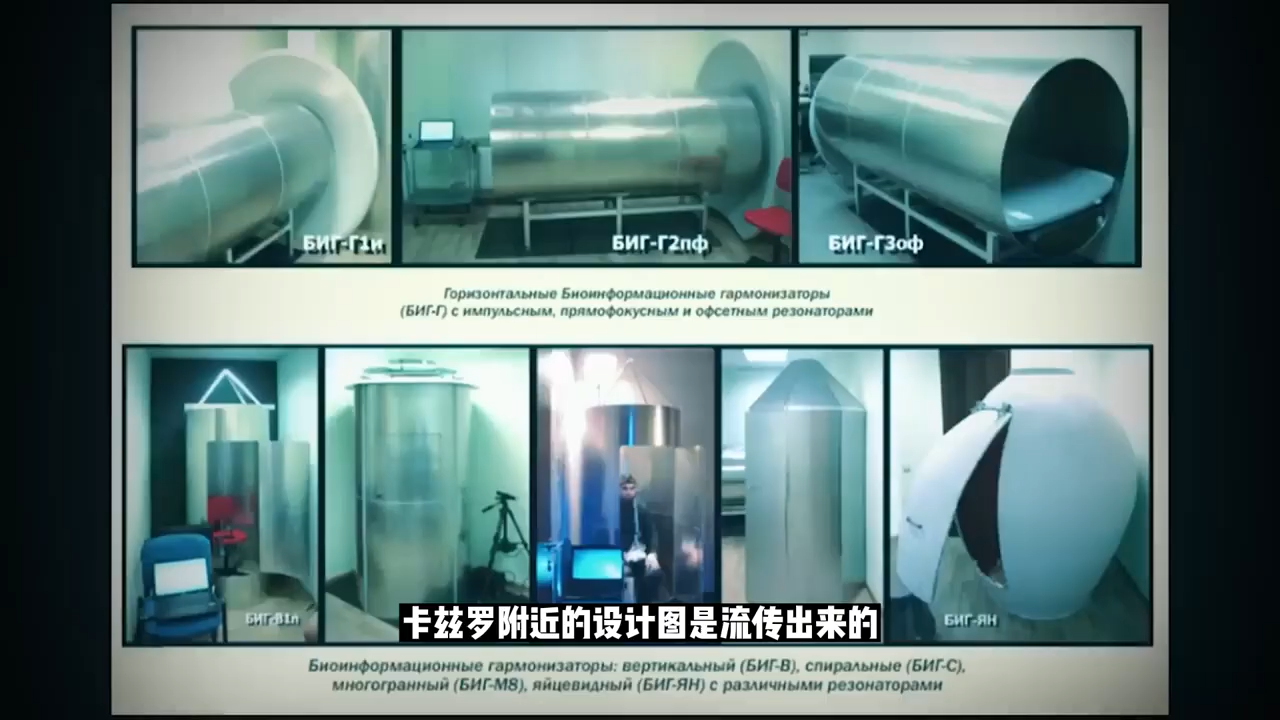 БИГ-Г1и
БИГ-Г2пф
БИГ-Г3оф
Горизонтальные Биоинформационные гармонизаторы
(БИГ-Г) с импульсным, прямофокусным и офсетным резонаторами
БИГ-В1п
БИГ-ЯН
卡兹罗附近的设计图是流传出来的
Биоинформационные гармонизаторы: вертикальный (БИГ-В), спиральные (БИГ-С),
многогранный (БИГ-М8), яйцевидный (БИГ-ЯН) с различными резонаторами